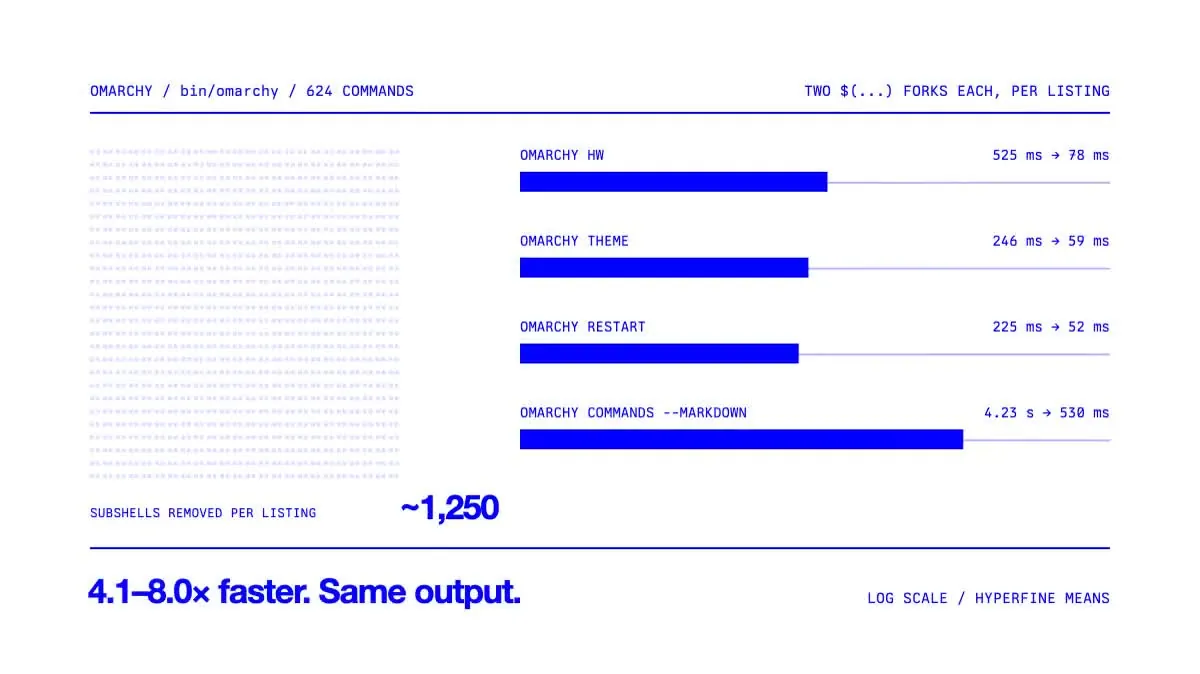 OMARCHY / bin/omarchy / 624 COMMANDS
TWO $(...) FORKS EACH, PER LISTING
OMARCHY HW
525 ms → 78 ms
OMARCHY THEME
246 ms → 59 ms
OMARCHY RESTART
225 ms → 52 ms
OMARCHY COMMANDS --MARKDOWN
4.23 s → 530 ms
SUBSHELLS REMOVED PER LISTING
~1,250
4.1–8.0× faster. Same output.
LOG SCALE / HYPERFINE MEANS